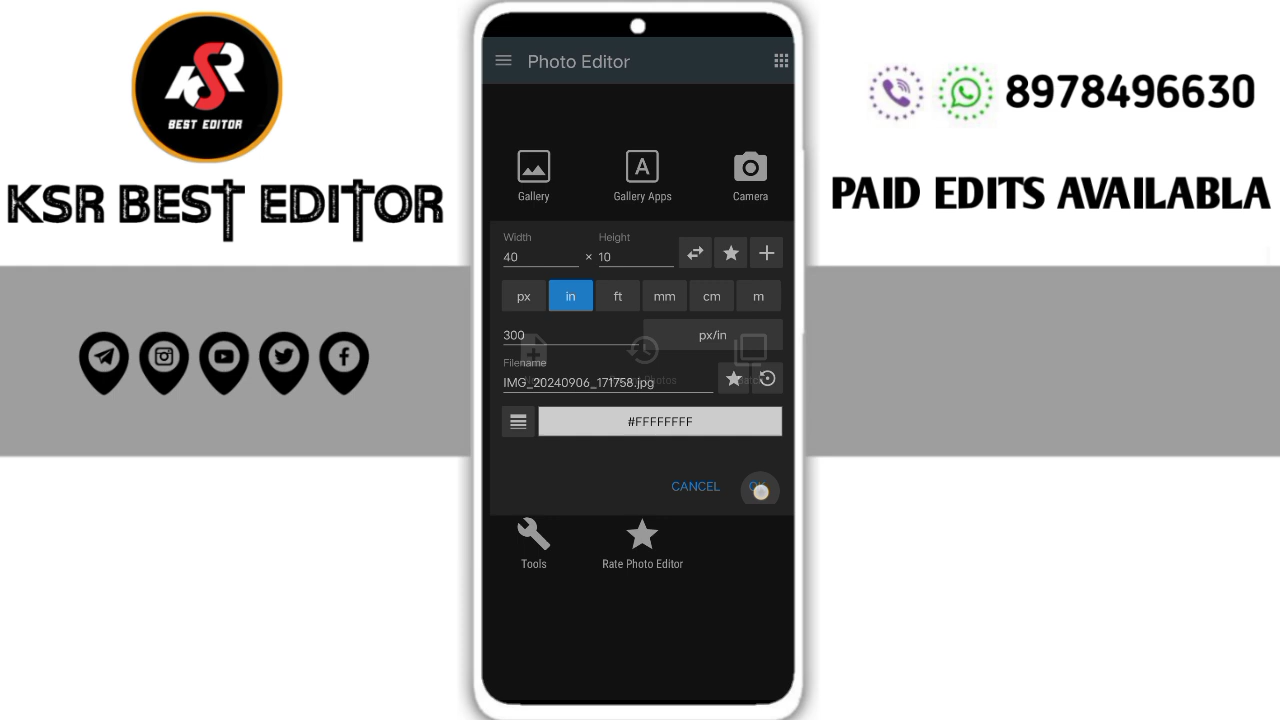 KSR
BEST EDITOR
KSR BEST EDITOR
8978496630
PAID EDITS AVAILABLA
Photo Editor
Gallery
Gallery Apps
Camera
Width
Height
40
×
10
px
in
ft
mm
cm
m
300
px/in
Filename
IMG_20240906_171758.jpg
#FFFFFFFF
CANCEL
OK
Tools
Rate Photo Editor